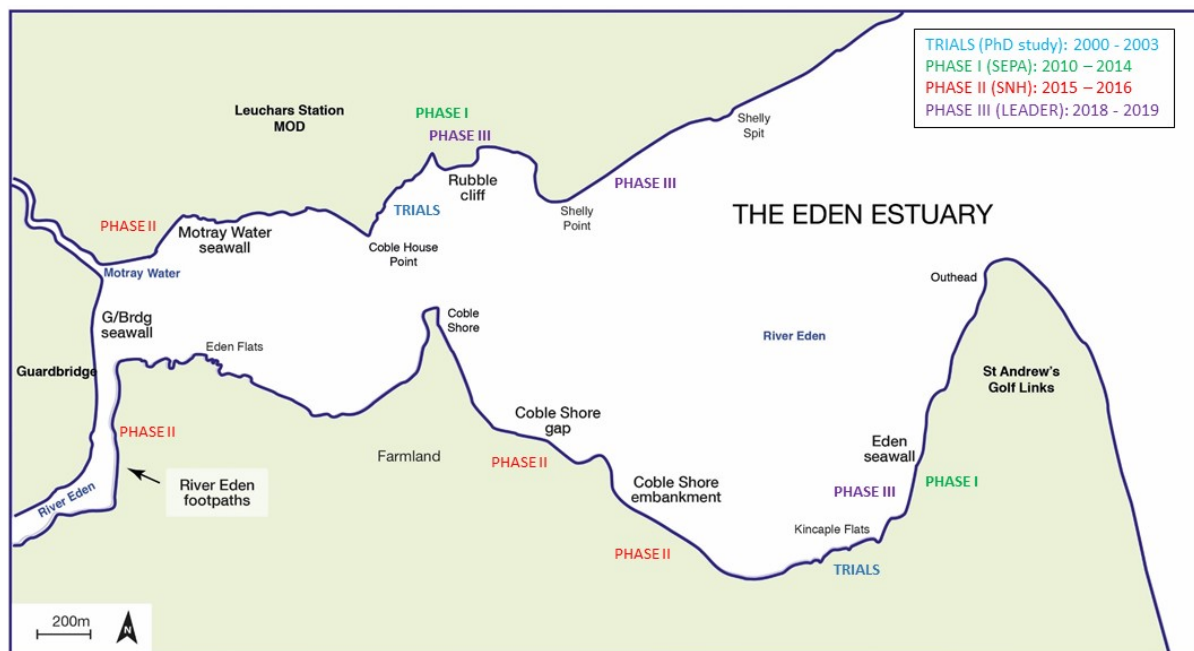 TRIALS (PhD study): 2000 - 2003
PHASE I (SEPA): 2010 – 2014
PHASE II (SNH): 2015 – 2016
PHASE III (LEADER): 2018 - 2019
Leuchars Station
MOD
PHASE I
PHASE III
Rubble
cliff
Shelly
Spit
PHASE III
TRIALS
Shelly
Point
THE EDEN ESTUARY
PHASE II
Motray Water
seawall
Coble House
Point
Motray Water
G/Brdg
seawall
Coble
Shore
Outhead
River Eden
Eden Flats
Guardbridge
St Andrew's
Golf Links
PHASE II
Farmland
Coble Shore
gap
PHASE II
Eden
seawall
River Eden
footpaths
River Eden
Coble Shore
embankment
PHASE III
PHASE I
Kincaple Flats
PHASE II
TRIALS
200m
N